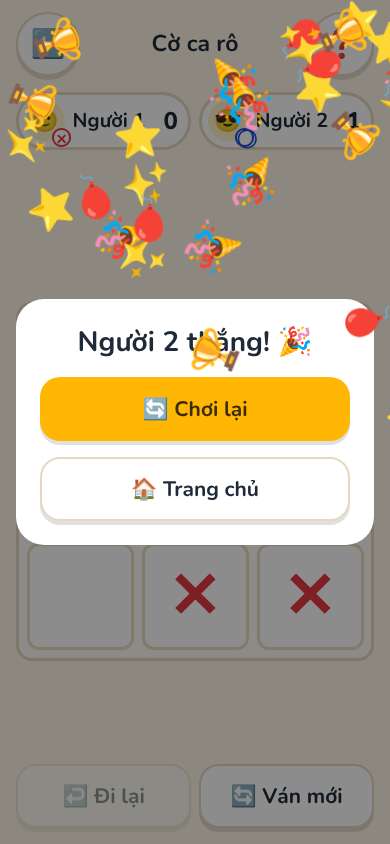 Cờ ca rô
Người 1 0
Người 2 1
Người 2 thắng! 🎉
🔄 Chơi lại
🏠 Trang chủ
↩️ Đi lại
🔄 Ván mới